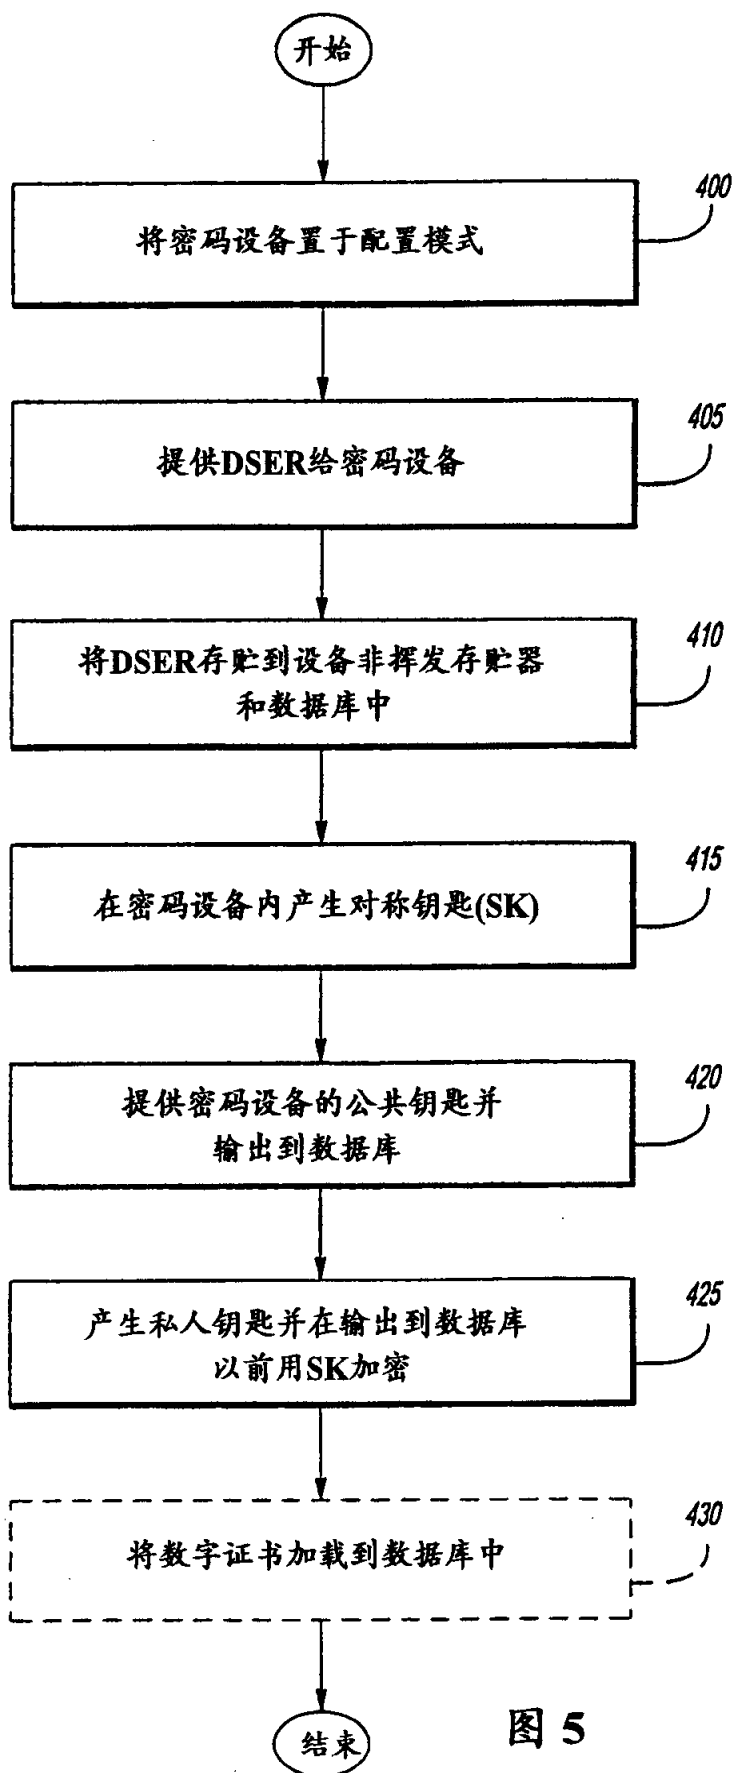 开始
400
将密码设备置于配置模式
405
提供DSER给密码设备
410
将DSER存贮到设备非挥发存贮器
和数据库中
415
在密码设备内产生对称钥匙(SK)
420
提供密码设备的公共钥匙并
输出到数据库
425
产生私人钥匙并在输出到数据库
以前用SK加密
430
将数字证书加载到数据库中
结束
图 5